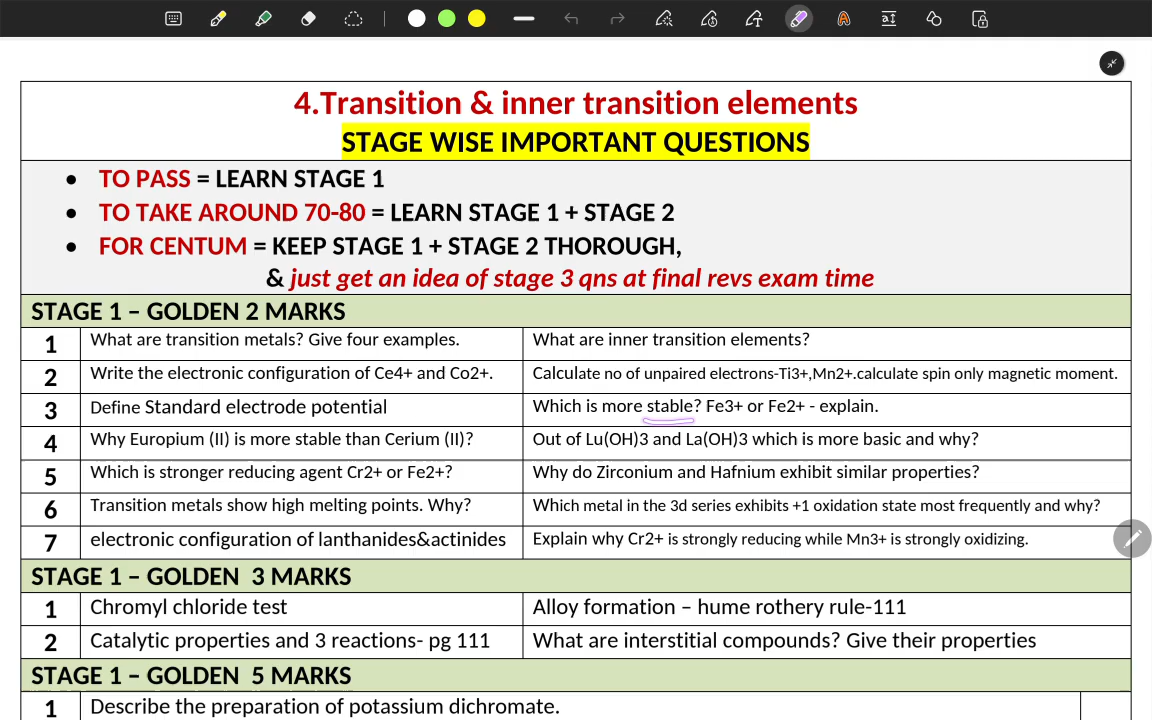 4.Transition & inner transition elements
STAGE WISE IMPORTANT QUESTIONS
• TO PASS = LEARN STAGE 1
• TO TAKE AROUND 70-80 = LEARN STAGE 1 + STAGE 2
• FOR CENTUM = KEEP STAGE 1 + STAGE 2 THOROUGH,
& just get an idea of stage 3 qns at final revs exam time
STAGE 1 – GOLDEN 2 MARKS
1 What are transition metals? Give four examples. What are inner transition elements?
2 Write the electronic configuration of Ce4+ and Co2+. Calculate no of unpaired electrons-Ti3+,Mn2+.calculate spin only magnetic moment.
3 Define Standard electrode potential Which is more stable? Fe3+ or Fe2+ - explain.
4 Why Europium (II) is more stable than Cerium (II)? Out of Lu(OH)3 and La(OH)3 which is more basic and why?
5 Which is stronger reducing agent Cr2+ or Fe2+? Why do Zirconium and Hafnium exhibit similar properties?
6 Transition metals show high melting points. Why? Which metal in the 3d series exhibits +1 oxidation state most frequently and why?
7 electronic configuration of lanthanides&actinides Explain why Cr2+ is strongly reducing while Mn3+ is strongly oxidizing.
STAGE 1 – GOLDEN 3 MARKS
1 Chromyl chloride test Alloy formation – hume rothery rule-111
2 Catalytic properties and 3 reactions- pg 111 What are interstitial compounds? Give their properties
STAGE 1 – GOLDEN 5 MARKS
1 Describe the preparation of potassium dichromate.